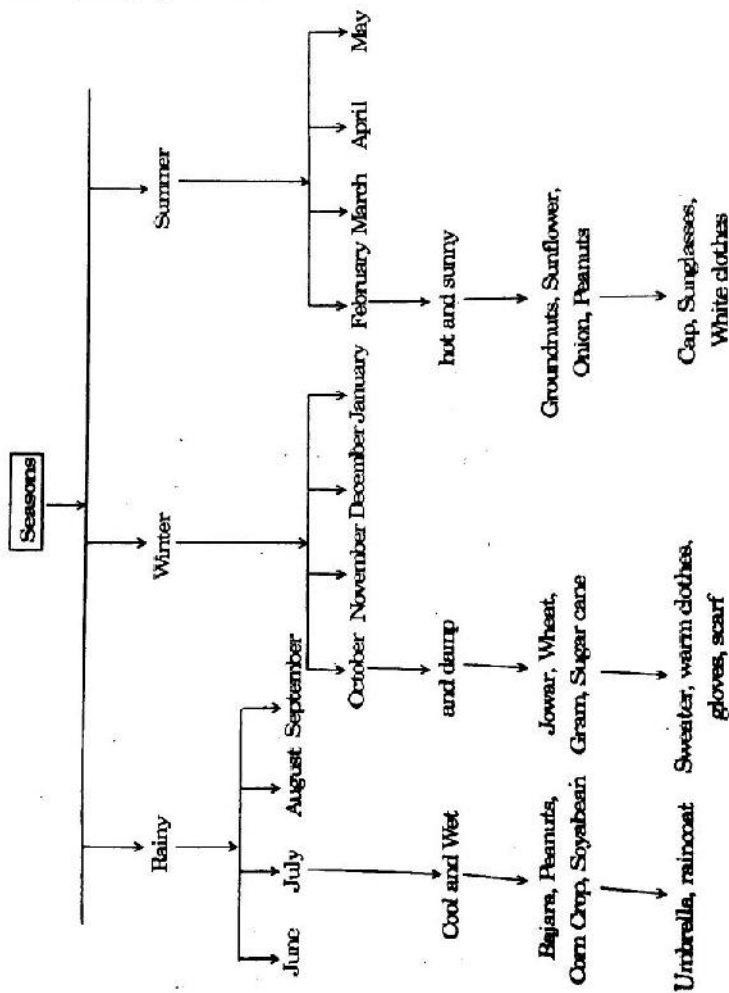 Seasons
Rainy
Winter
Summer
June
July
August
September
October
November
December
January
February
March
April
May
Cool and Wet
and damp
hot and sunny
Bajara, Peanuts,
Corn Crop, Soyabean
Jowar, Wheat,
Gram, Sugar cane
Groundnuts, Sunflower,
Onion, Peanuts
Umbrella, raincoat
Sweater, warm clothes,
gloves, scarf
Cap, Sunglasses,
White clothes